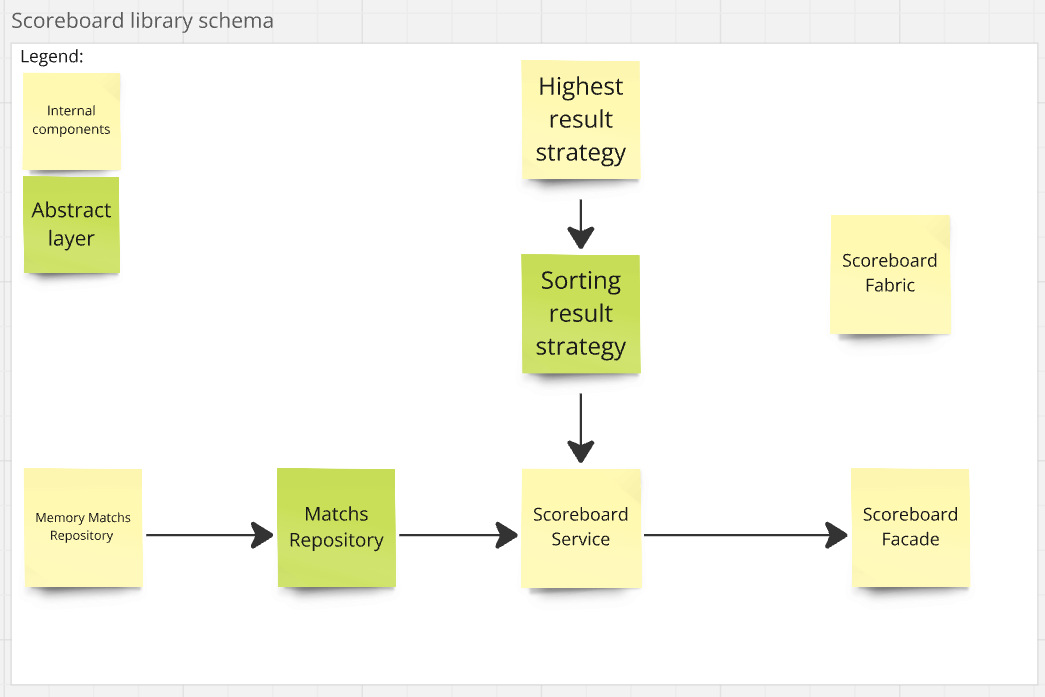 Scoreboard library schema
Legend:
Internal
components
Abstract
layer
Highest
result
strategy
Sorting
result
strategy
Scoreboard
Fabric
Memory Matchs
Repository
Matchs
Repository
Scoreboard
Service
Scoreboard
Facade